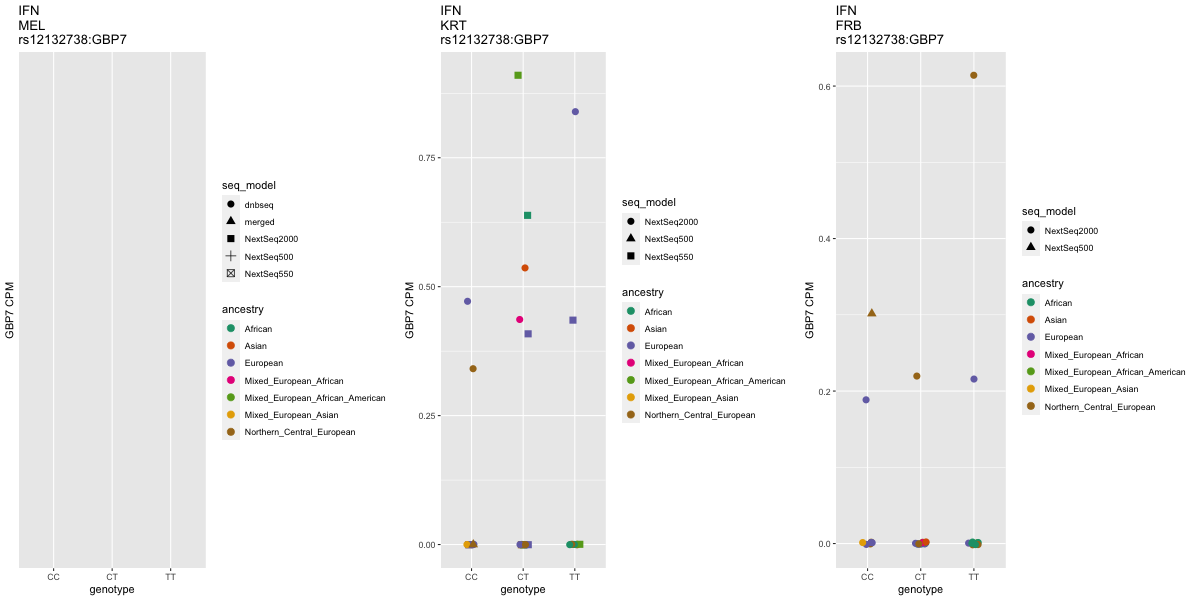 IFN
MEL
rs12132738:GBP7
GBP7 CPM
CC
CT
TT
genotype
seq_model
dnbseq
merged
NextSeq2000
NextSeq500
NextSeq550
ancestry
African
Asian
European
Mixed_European_African
Mixed_European_African_American
Mixed_European_Asian
Northern_Central_European
IFN
KRT
rs12132738:GBP7
GBP7 CPM
0.75
0.50
0.25
0.00
CC
CT
TT
genotype
seq_model
NextSeq2000
NextSeq500
NextSeq550
ancestry
African
Asian
European
Mixed_European_African
Mixed_European_African_American
Mixed_European_Asian
Northern_Central_European
IFN
FRB
rs12132738:GBP7
GBP7 CPM
0.6
0.4
0.2
0.0
CC
CT
TT
genotype
seq_model
NextSeq2000
NextSeq500
ancestry
African
Asian
European
Mixed_European_African
Mixed_European_African_American
Mixed_European_Asian
Northern_Central_European